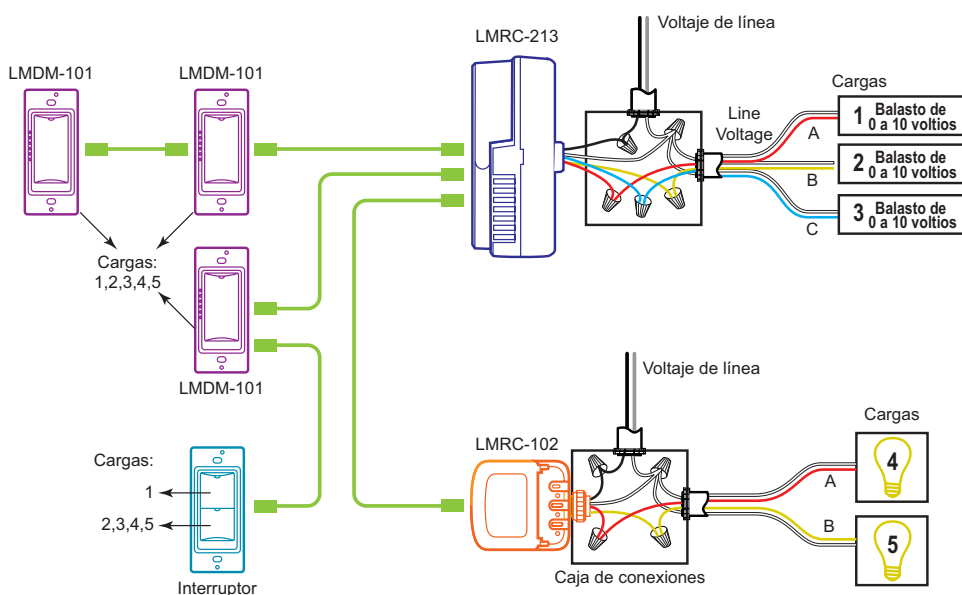 Voltaje de línea
LMRC-213
LMDM-101
LMDM-101
Cargas
Line
Voltage
1 Balasto de
0 a 10 voltios
A
2 Balasto de
0 a 10 voltios
B
3 Balasto de
0 a 10 voltios
C
Cargas:
1,2,3,4,5
LMDM-101
Voltaje de línea
Cargas
LMRC-102
4
A
Cargas:
1
2,3,4,5
B
5
Caja de conexiones
Interruptor